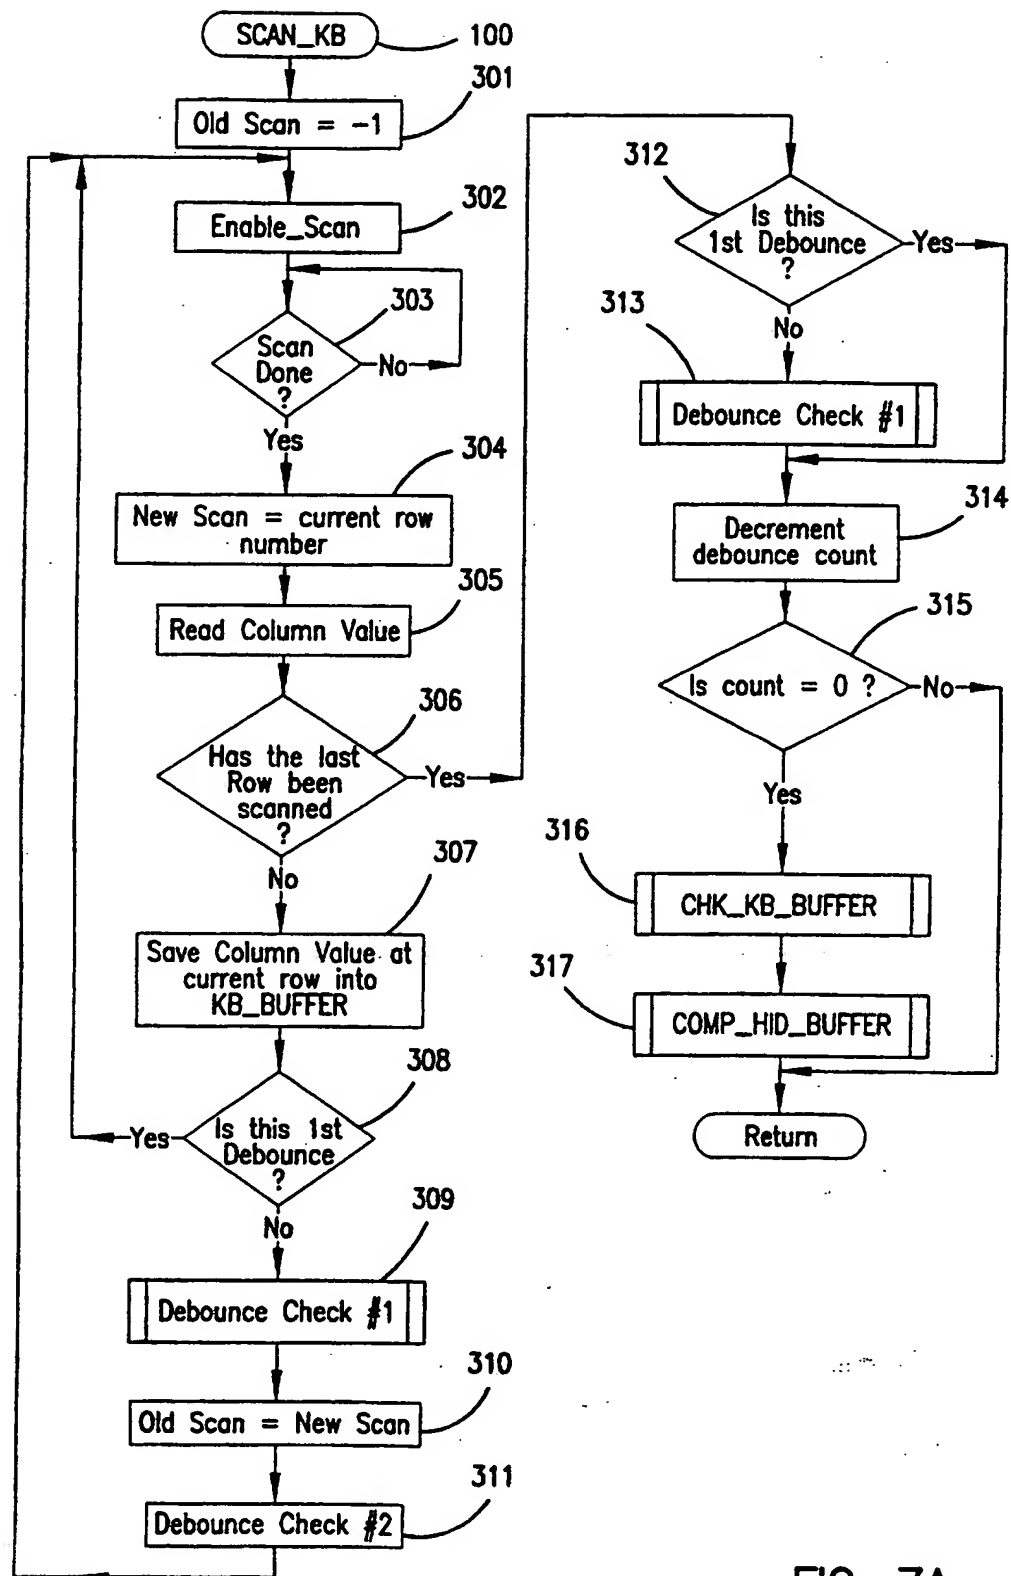 SCAN_KB
100
301
Old Scan = -1
302
Enable_Scan
303
Scan
Done
?
No
Yes
304
New Scan = current row
number
305
Read Column Value
306
Has the last
Row been
scanned
?
Yes
No
307
Save Column Value at
current row into
KB_BUFFER
308
Is this 1st
Debounce
?
Yes
No
309
Debounce Check #1
310
Old Scan = New Scan
311
Debounce Check #2
312
Is this
1st Debounce
?
Yes
No
313
Debounce Check #1
314
Decrement
debounce count
315
Is count = 0 ?
No
Yes
316
CHK_KB_BUFFER
317
COMP_HID_BUFFER
Return
FIG. 7A